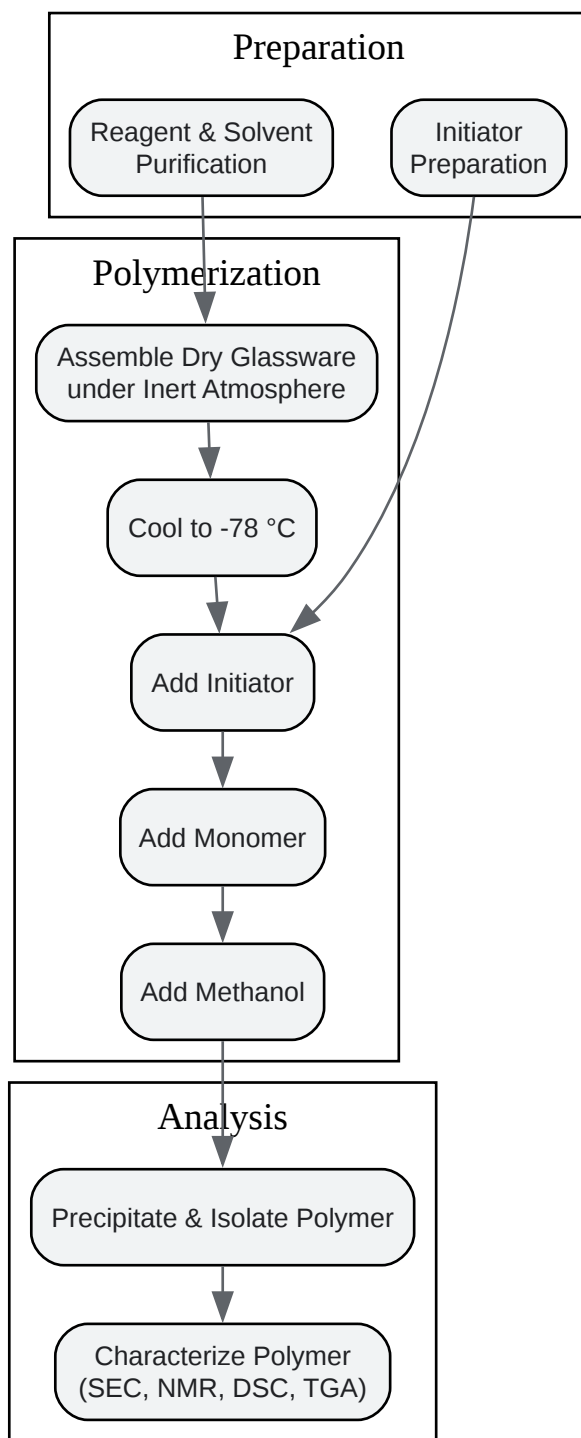 Preparation
Reagent & Solvent
Purification
Initiator
Preparation
Polymerization
Assemble Dry Glassware
under Inert Atmosphere
Cool to -78 °C
Add Initiator
Add Monomer
Add Methanol
Analysis
Precipitate & Isolate Polymer
Characterize Polymer
(SEC, NMR, DSC, TGA)